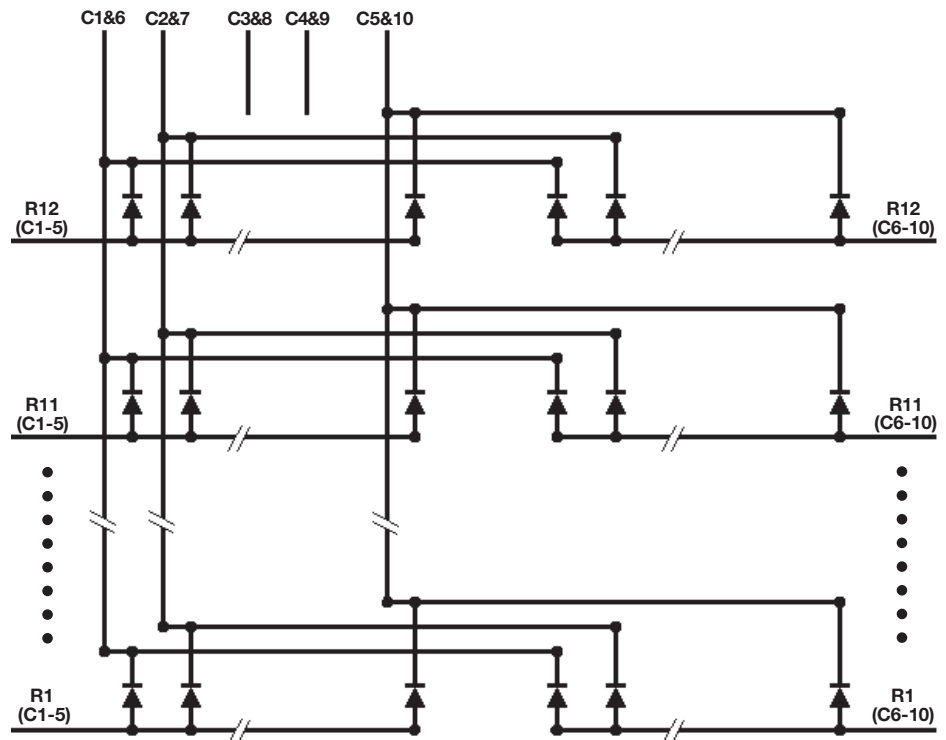 C1&6 C2&7 C3&8 C4&9 C5&10
R12
(C1-5)
R12
(C6-10)
R11
(C1-5)
R11
(C6-10)
R1
(C1-5)
R1
(C6-10)